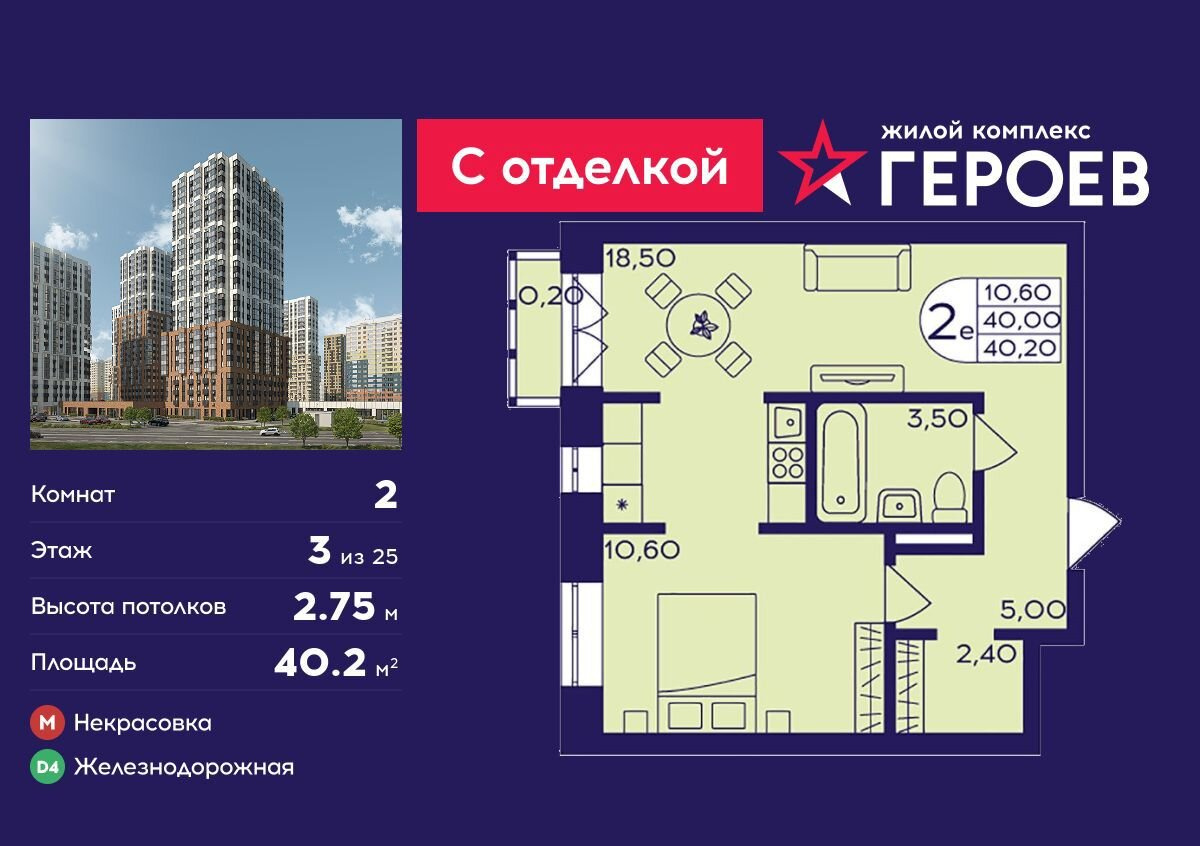 С отделкой
жилой комплекс
ГЕРОЕВ
Комнат 2
Этаж 3 из 25
Высота потолков 2.75 м
Площадь 40.2 м²
М Некрасовка
D4 Железнодорожная
18,50
0,20
2е
10,60
40,00
40,20
3,50
10,60
5,00
2,40